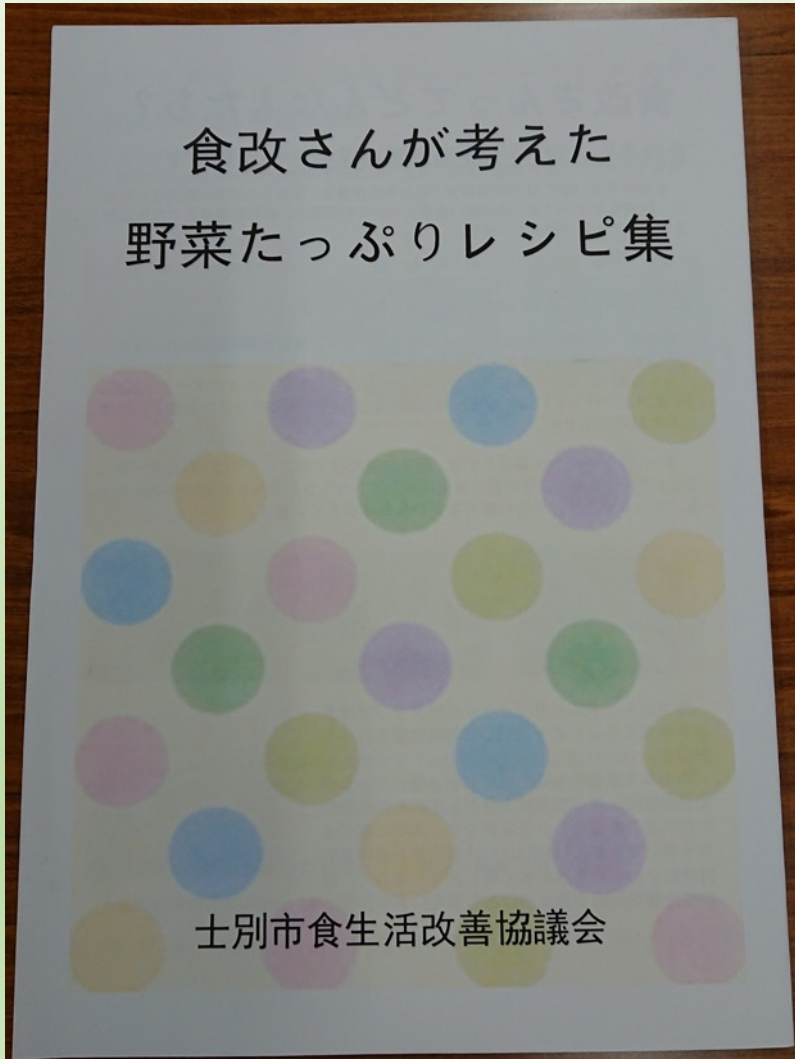 食改さんが考えた
野菜たっぷりレシピ集
士別市食生活改善協議会